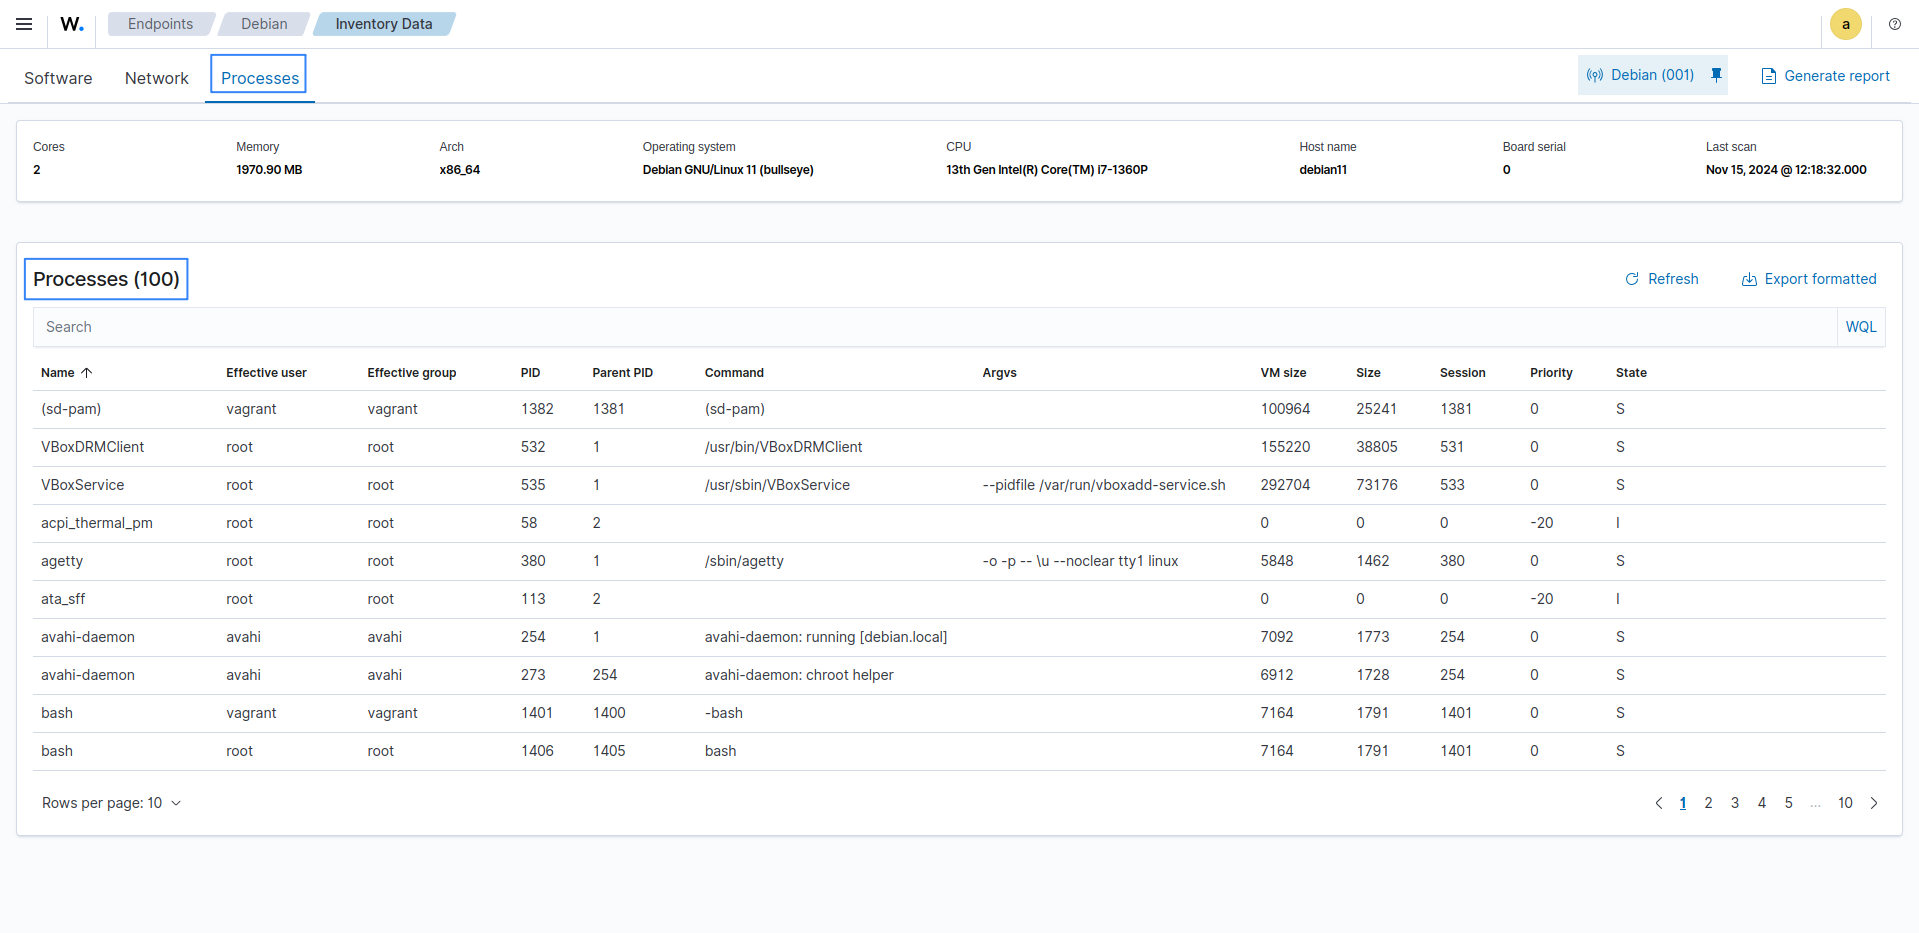 W. Endpoints Debian Inventory Data a
Software Network Processes Debian (001) Generate report
Cores Memory Arch Operating system CPU Host name Board serial Last scan
2 1970.90 MB x86_64 Debian GNU/Linux 11 (bullseye) 13th Gen Intel(R) Core(TM) i7-1360P debian11 0 Nov 15, 2024 @ 12:18:32.000
Processes (100) Refresh Export formatted
Search WQL
Name Effective user Effective group PID Parent PID Command Argvs VM size Size Session Priority State
(sd-pam) vagrant vagrant 1382 1381 (sd-pam) 100964 25241 1381 0 S
VBoxDRMClient root root 532 1 /usr/bin/VBoxDRMClient 155220 38805 531 0 S
VBoxService root root 535 1 /usr/sbin/VBoxService --pidfile /var/run/vboxadd-service.sh 292704 73176 533 0 S
acpi_thermal_pm root root 58 2 0 0 0 -20 I
agetty root root 380 1 /sbin/agetty -o -p -- \u --noclear tty1 linux 5848 1462 380 0 S
ata_sff root root 113 2 0 0 0 -20 I
avahi-daemon avahi avahi 254 1 avahi-daemon: running [debian.local] 7092 1773 254 0 S
avahi-daemon avahi avahi 273 254 avahi-daemon: chroot helper 6912 1728 254 0 S
bash vagrant vagrant 1401 1400 -bash 7164 1791 1401 0 S
bash root root 1406 1405 bash 7164 1791 1401 0 S
Rows per page: 10 1 2 3 4 5 ... 10